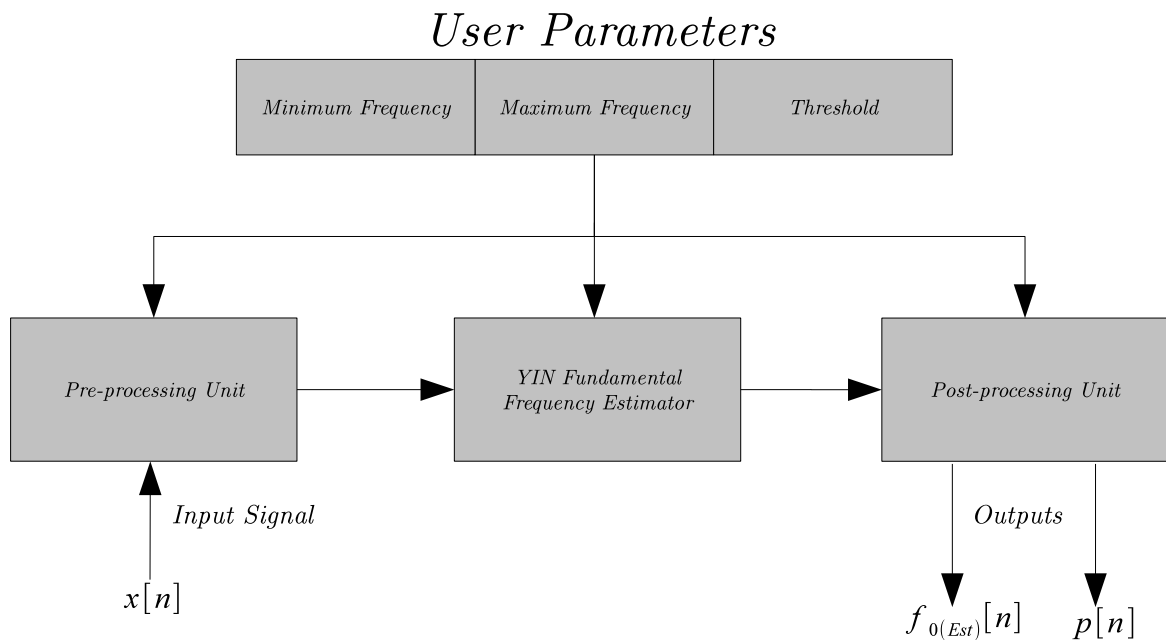 User Parameters
Minimum Frequency
Maximum Frequency
Threshold
Pre-processing Unit
YIN Fundamental
Frequency Estimator
Post-processing Unit
Input Signal
Outputs
x[n]
f 0(Est)[n]
p[n]